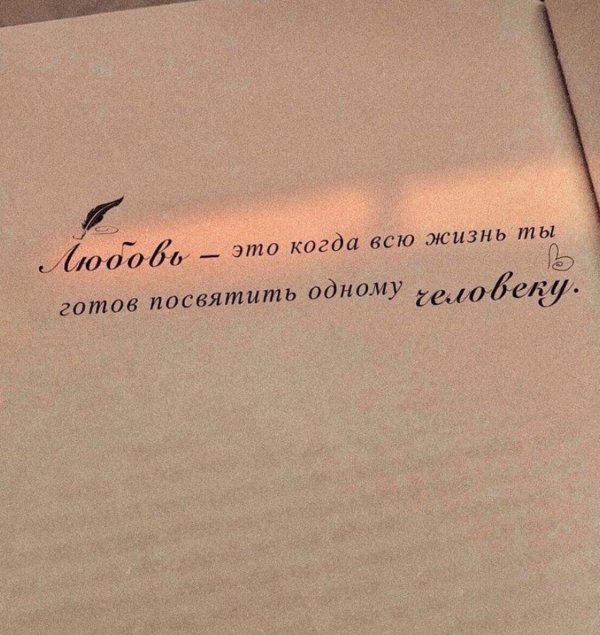 Любовь – это когда всю жизнь ты
готов посвятить одному человеку.